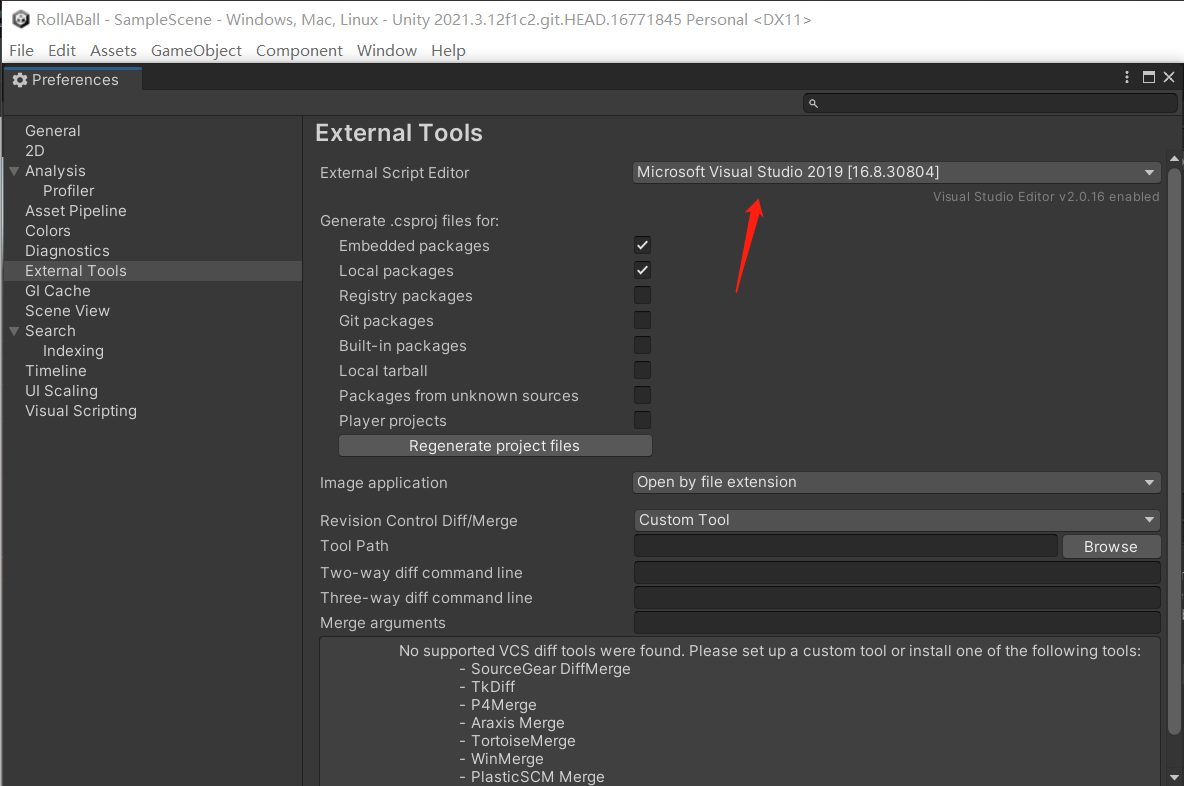 RollABall - SampleScene - Windows, Mac, Linux - Unity 2021.3.12f1c2.git.HEAD.16771845 Personal <DX11>
File Edit Assets GameObject Component Window Help
Preferences
General
2D
Analysis
Profiler
Asset Pipeline
Colors
Diagnostics
External Tools
GI Cache
Scene View
Search
Indexing
Timeline
UI Scaling
Visual Scripting
External Tools
External Script Editor Microsoft Visual Studio 2019 [16.8.30804]
Visual Studio Editor v2.0.16 enabled
Generate .csproj files for:
Embedded packages
Local packages
Registry packages
Git packages
Built-in packages
Local tarball
Packages from unknown sources
Player projects
Regenerate project files
Image application Open by file extension
Revision Control Diff/Merge Custom Tool
Tool Path Browse
Two-way diff command line
Three-way diff command line
Merge arguments
No supported VCS diff tools were found. Please set up a custom tool or install one of the following tools:
- SourceGear DiffMerge
- TkDiff
- P4Merge
- Araxis Merge
- TortoiseMerge
- WinMerge
- PlasticSCM Merge